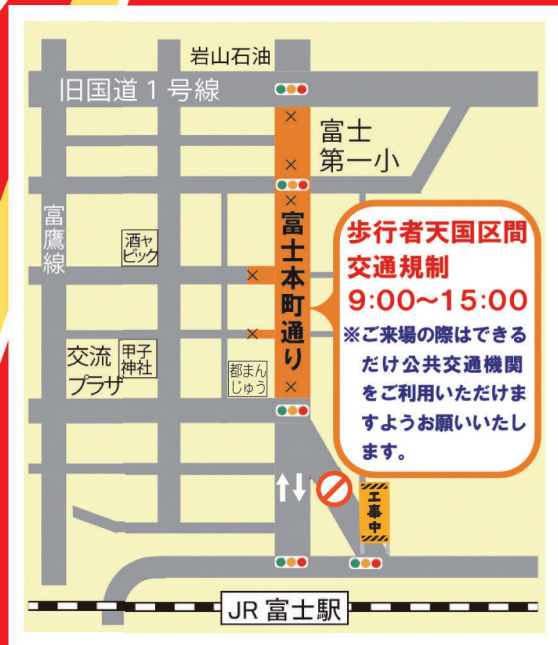 岩山石油
旧国道1号線
富士
第一小
富鷹線
酒ヤ
ビック
富士本町通り
歩行者天国区間
交通規制
9:00〜15:00
※ご来場の際はできる
だけ公共交通機関
をご利用いただけま
すようお願いいたし
ます。
交流
プラザ
甲子
神社
都まん
じゅう
工事中
JR 富士駅